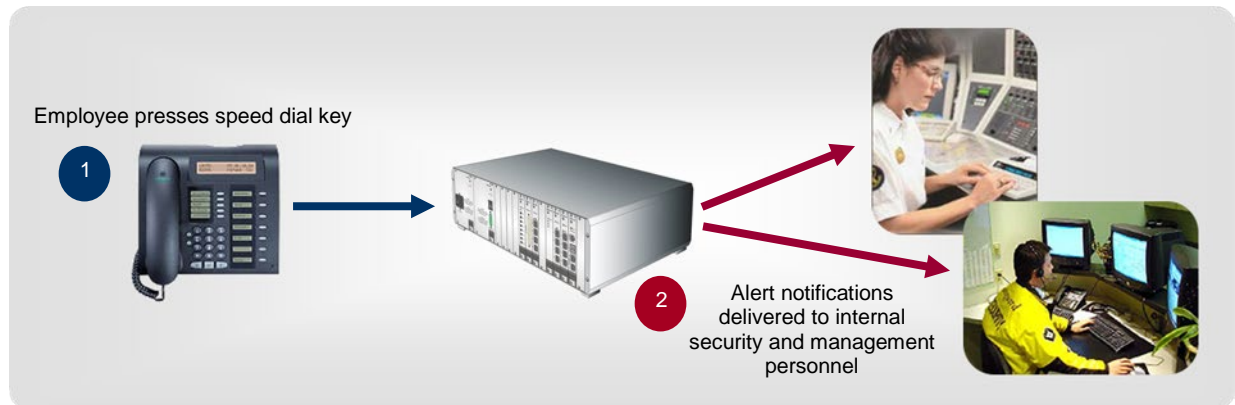 Employee presses speed dial key
1
2
Alert notifications
delivered to internal
security and management
personnel